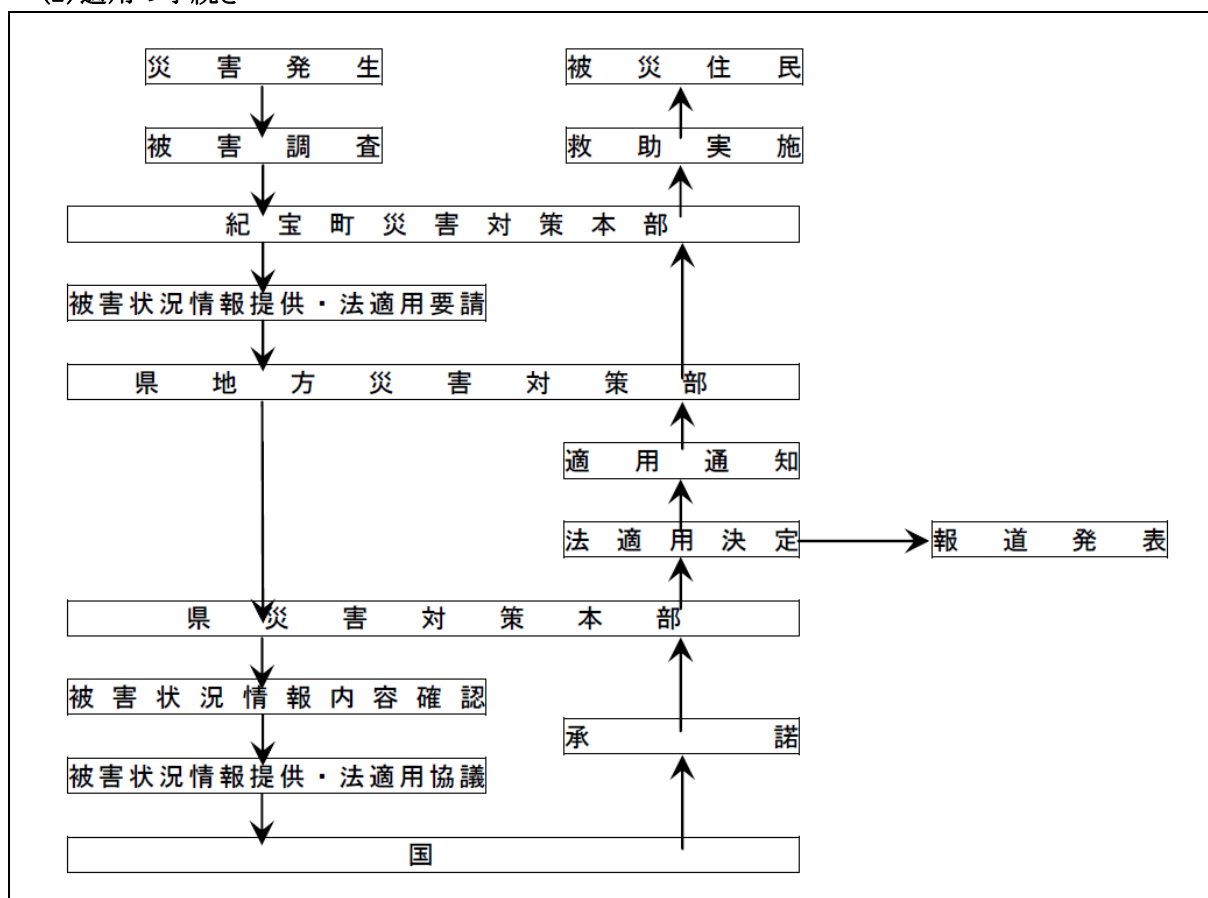 (2)適用の手続き
災害発生
被災住民
被害調査
救助実施
紀宝町災害対策本部
被害状況情報提供・法適用要請
県地方災害対策部
適用通知
法適用決定
報道発表
県災害対策本部
被害状況情報内容確認
承諾
被害状況情報提供・法適用協議
国